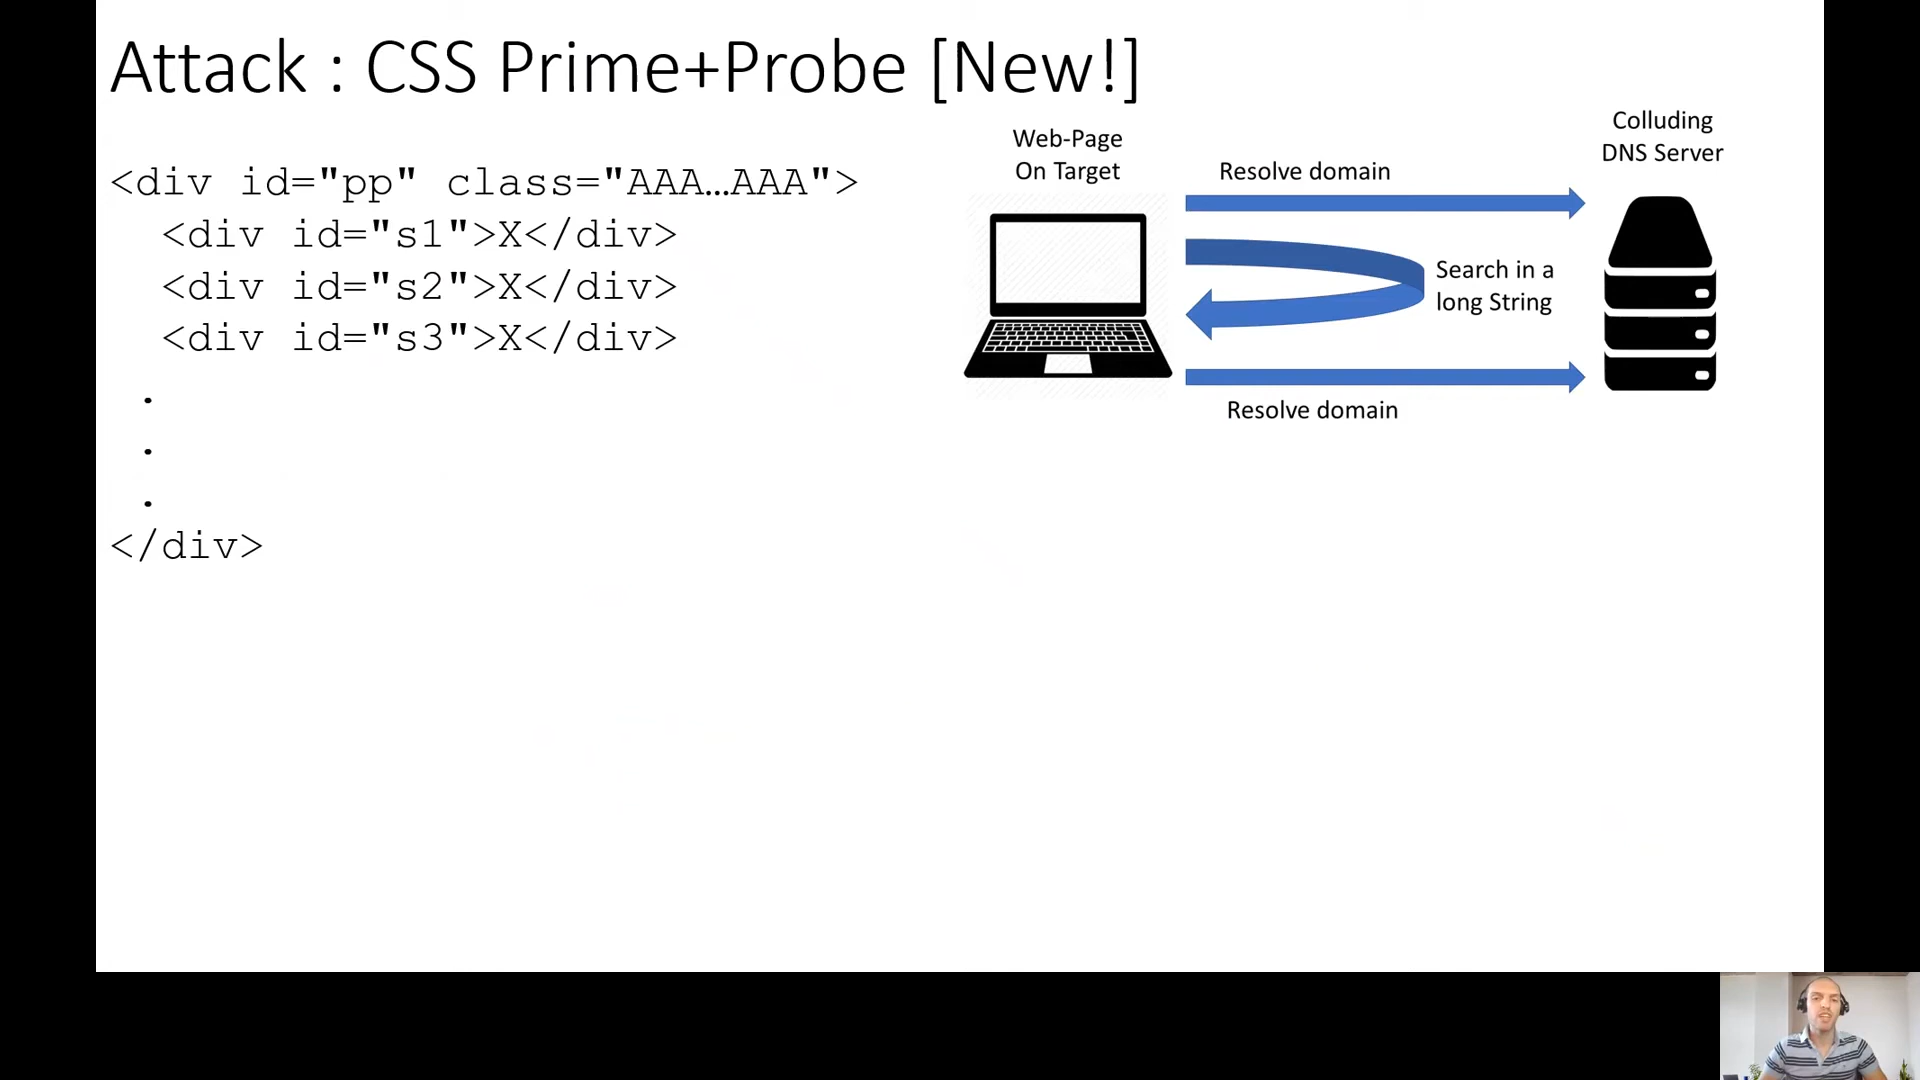 Attack : CSS Prime+Probe [New!]
<div id="pp" class="AAA…AAA">
<div id="s1">X</div>
<div id="s2">X</div>
<div id="s3">X</div>
.
.
.
</div>
Web-Page
On Target
Resolve domain
Colluding
DNS Server
Search in a
long String
Resolve domain